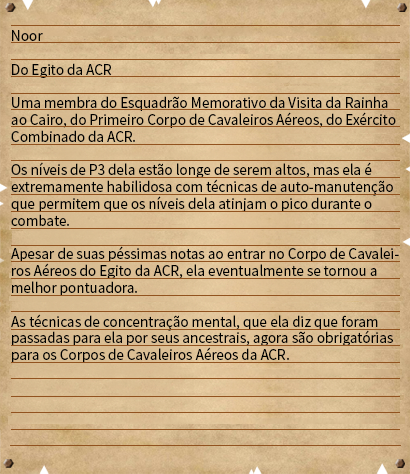 Noor
Do Egito da ACR
Uma membra do Esquadrão Memorativo da Visita da Rainha
ao Cairo, do Primeiro Corpo de Cavaleiros Aéreos, do Exército
Combinado da ACR.
Os níveis de P3 dela estão longe de serem altos, mas ela é
extremamente habilidosa com técnicas de auto-manutenção
que permitem que os níveis dela atinjam o pico durante o
combate.
Apesar de suas péssimas notas ao entrar no Corpo de Cavalei-
ros Aéreos do Egito da ACR, ela eventualmente se tornou a
melhor pontuadora.
As técnicas de concentração mental, que ela diz que foram
passadas para ela por seus ancestrais, agora são obrigatórias
para os Corpos de Cavaleiros Aéreos da ACR.